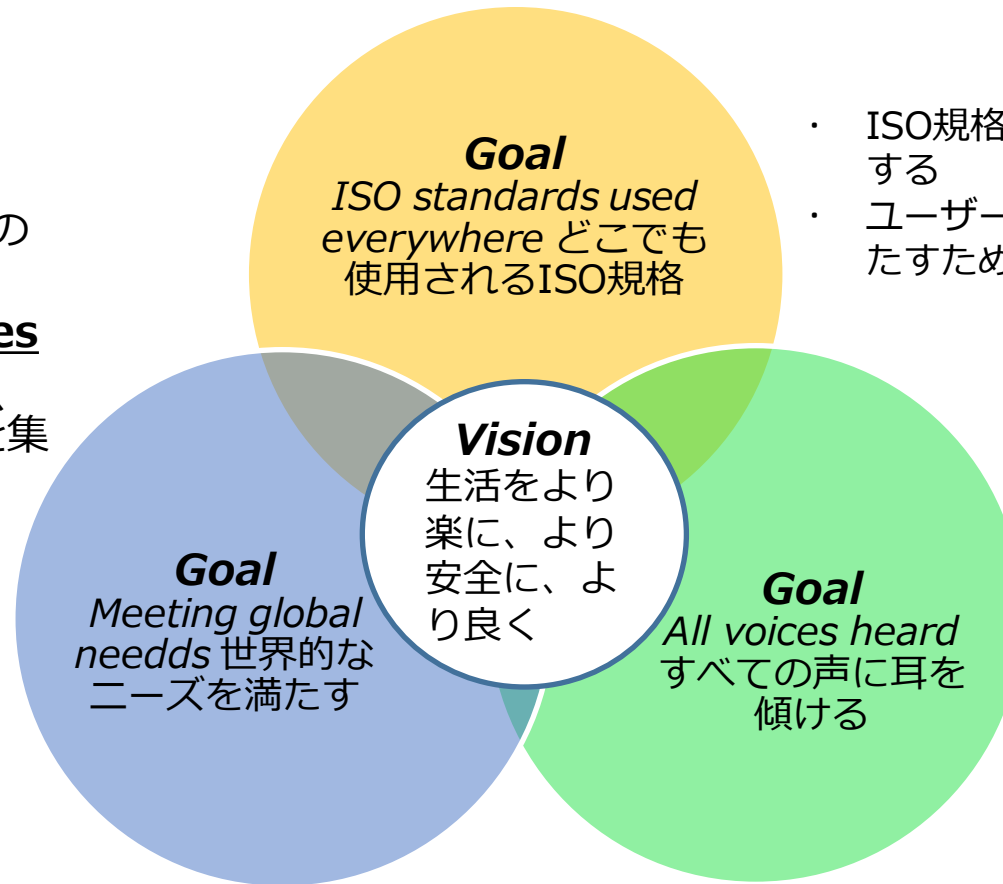 Goal
ISO standards used
everywhere どこでも
使用されるISO規格
・ ISO規格
する
・ ユーザー
たすため
の
es
集
Vision
生活をより
楽に、より
安全に、よ
り良く
Goal
Meeting global
needds 世界的な
ニーズを満たす
Goal
All voices heard
すべての声に耳を
傾ける